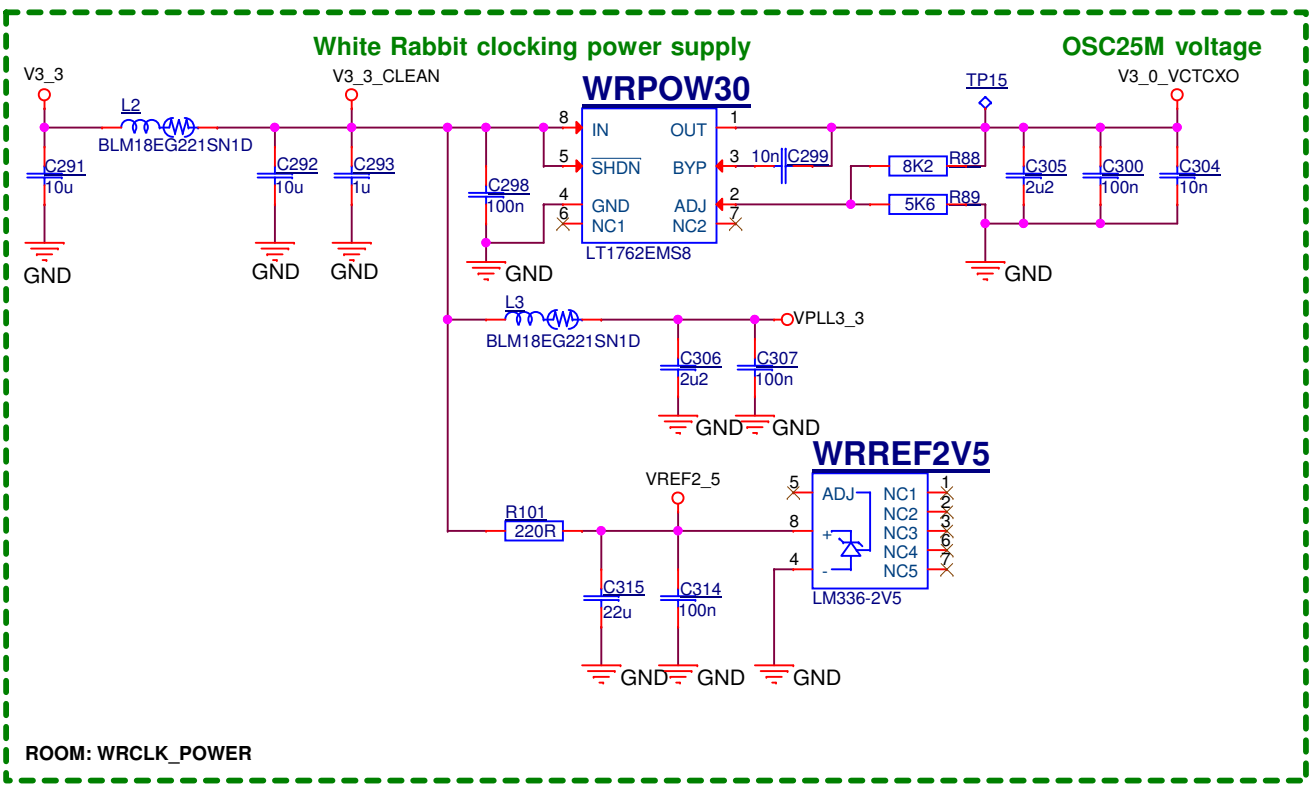 White Rabbit clocking power supply
OSC25M voltage
V3_3
V3_3_CLEAN
WRPOW30
TP15
V3_0_VCTCXO
L2
BLM18EG221SN1D
8 IN OUT 1
5 SHDN BYP 3
4 GND ADJ 2
6 NC1 NC2 7
LT1762EMS8
10n C299
8K2 R88
5K6 R89
C291
10u
C292
10u
C293
1u
C298
100n
C305
2u2
C300
100n
C304
10n
GND
GND
GND
GND
GND
L3
BLM18EG221SN1D
VPLL3_3
C306
2u2
C307
100n
GND
GND
WRREF2V5
VREF2_5
R101
220R
5 ADJ NC1 1
NC2 2
8 + NC3 3
NC4 6
4 - NC5 7
LM336-2V5
C315
22u
C314
100n
GND
GND
GND
ROOM: WRCLK_POWER